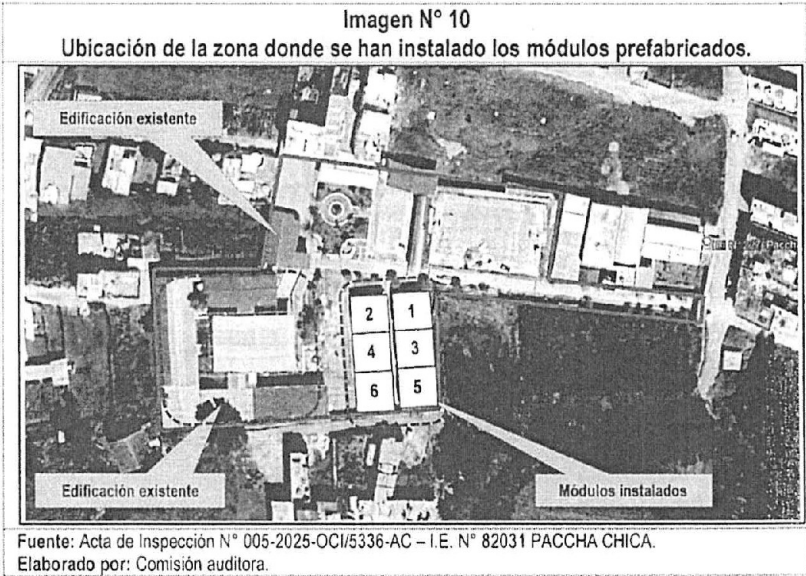 Imagen N° 10
Ubicación de la zona donde se han instalado los módulos prefabricados.
Edificación existente
2 1
4 3
6 5
Edificación existente
Módulos instalados
Fuente: Acta de Inspección N° 005-2025-OCI/5336-AC – I.E. N° 82031 PACCHA CHICA.
Elaborado por: Comisión auditora.